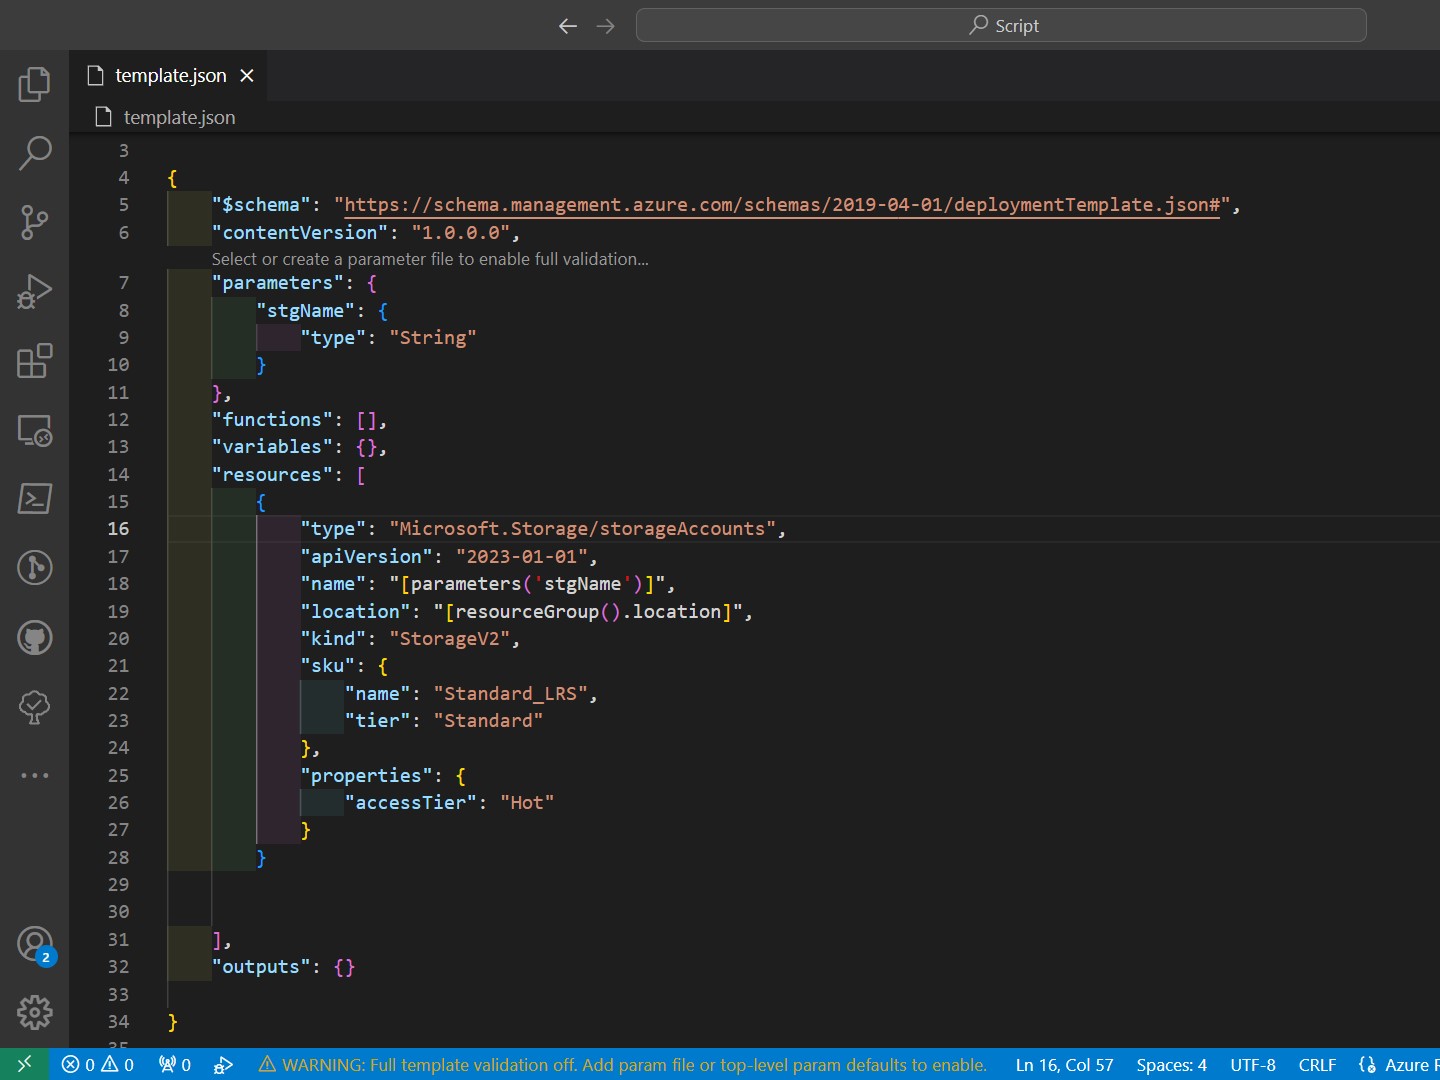 Script
template.json
template.json
3
4 {
5 "$schema": "https://schema.management.azure.com/schemas/2019-04-01/deploymentTemplate.json#",
6 "contentVersion": "1.0.0.0",
Select or create a parameter file to enable full validation...
7 "parameters": {
8 "stgName": {
9 "type": "String"
10 }
11 },
12 "functions": [],
13 "variables": {},
14 "resources": [
15 {
16 "type": "Microsoft.Storage/storageAccounts",
17 "apiVersion": "2023-01-01",
18 "name": "[parameters('stgName')]",
19 "location": "[resourceGroup().location]",
20 "kind": "StorageV2",
21 "sku": {
22 "name": "Standard_LRS",
23 "tier": "Standard"
24 },
25 "properties": {
26 "accessTier": "Hot"
27 }
28 }
29
30
31 ],
32 "outputs": {}
33
34 }
35
2
0 0 0 WARNING: Full template validation off. Add param file or top-level param defaults to enable. Ln 16, Col 57 Spaces: 4 UTF-8 CRLF {} Azure R